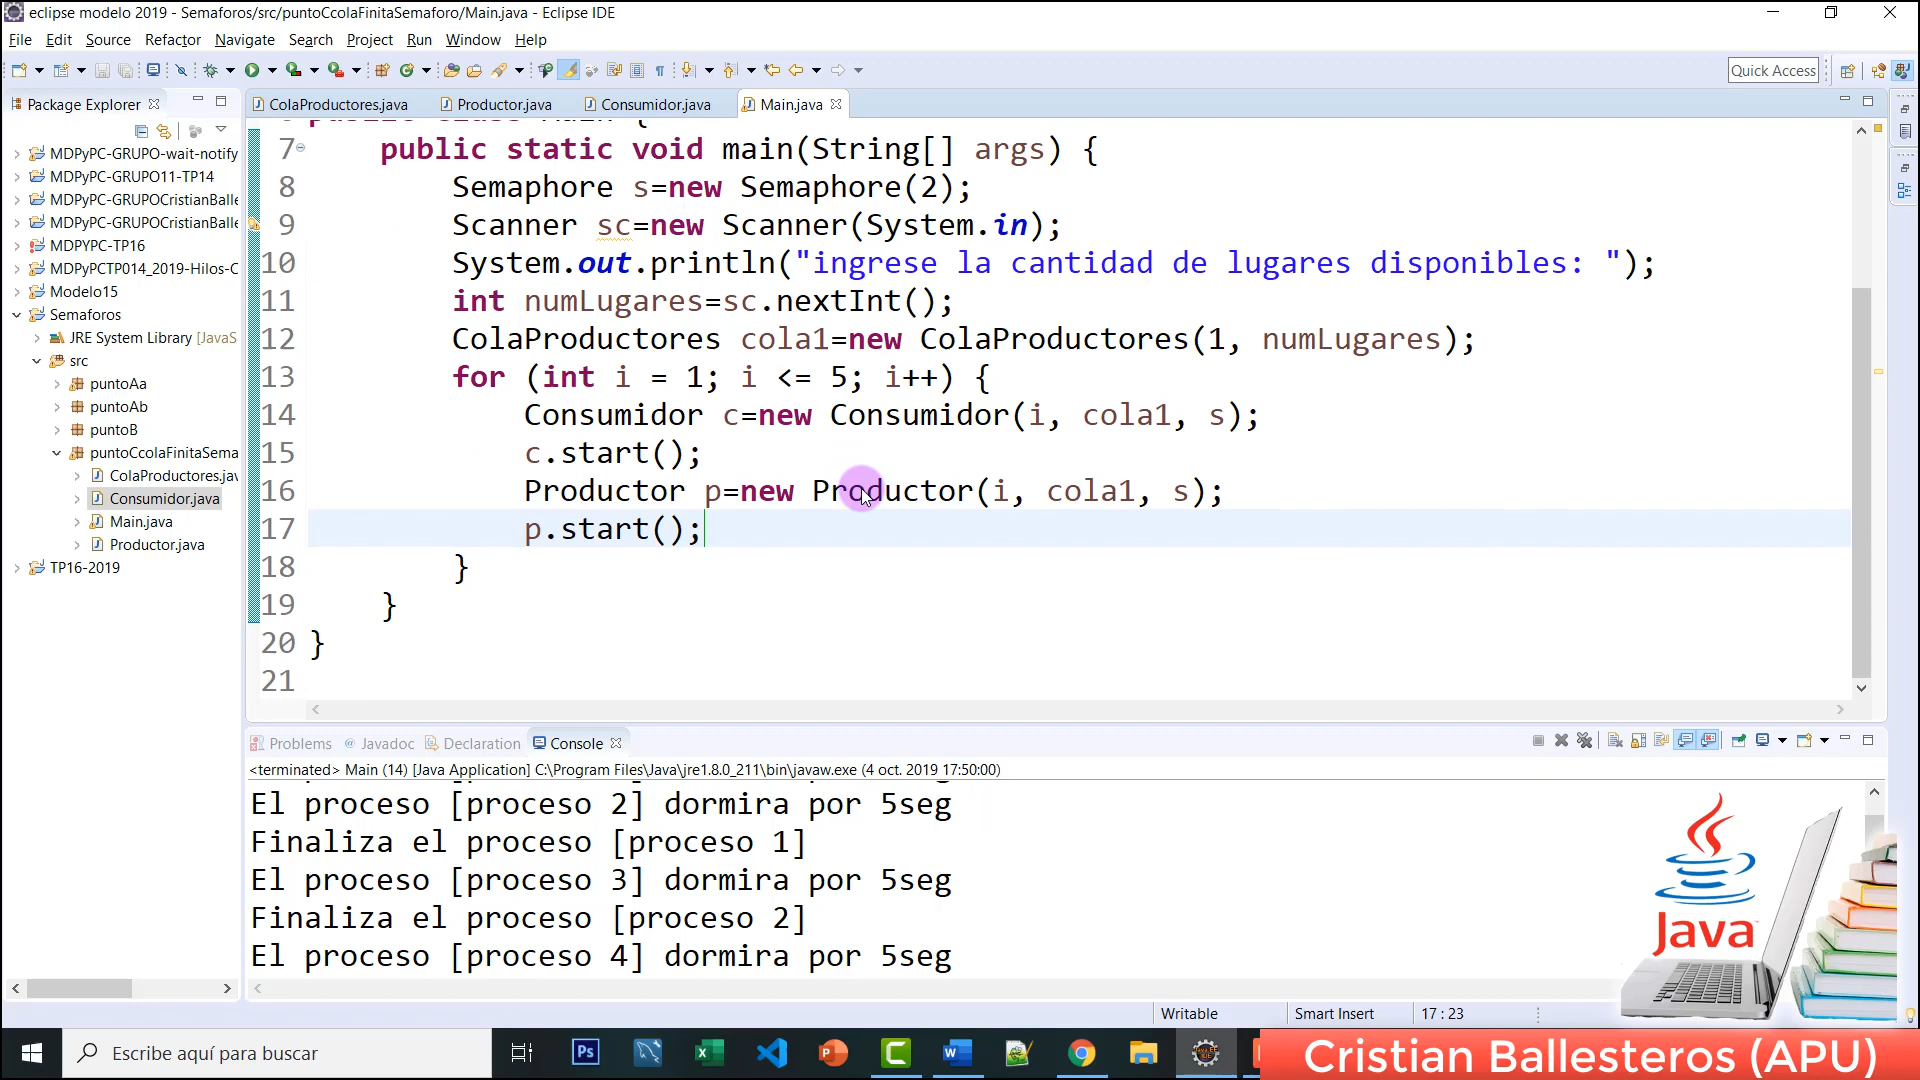 eclipse modelo 2019 - Semaforos/src/puntoCcolaFinitaSemaforo/Main.java - Eclipse IDE
File Edit Source Refactor Navigate Search Project Run Window Help
Quick Access
Package Explorer
ColaProductores.java Productor.java Consumidor.java Main.java
MDPyPC-GRUPO-wait-notify
MDPyPC-GRUPO11-TP14
MDPyPC-GRUPOCristianBalle
MDPyPC-GRUPOCristianBalle
MDPYPC-TP16
MDPyPCTP014_2019-Hilos-C
Modelo15
Semaforos
JRE System Library [JavaS
src
puntoAa
puntoAb
puntoB
puntoCcolaFinitaSema
ColaProductores.jav
Consumidor.java
Main.java
Productor.java
TP16-2019
7 public static void main(String[] args) {
8 Semaphore s=new Semaphore(2);
9 Scanner sc=new Scanner(System.in);
10 System.out.println("ingrese la cantidad de lugares disponibles: ");
11 int numLugares=sc.nextInt();
12 ColaProductores cola1=new ColaProductores(1, numLugares);
13 for (int i = 1; i <= 5; i++) {
14 Consumidor c=new Consumidor(i, cola1, s);
15 c.start();
16 Productor p=new Productor(i, cola1, s);
17 p.start();
18 }
19 }
20 }
21
Problems Javadoc Declaration Console
<terminated> Main (14) [Java Application] C:\Program Files\Java\jre1.8.0_211\bin\javaw.exe (4 oct. 2019 17:50:00)
El proceso [proceso 2] dormira por 5seg
Finaliza el proceso [proceso 1]
El proceso [proceso 3] dormira por 5seg
Finaliza el proceso [proceso 2]
El proceso [proceso 4] dormira por 5seg
Java
Writable Smart Insert 17 : 23
Escribe aquí para buscar
Cristian Ballesteros (APU)